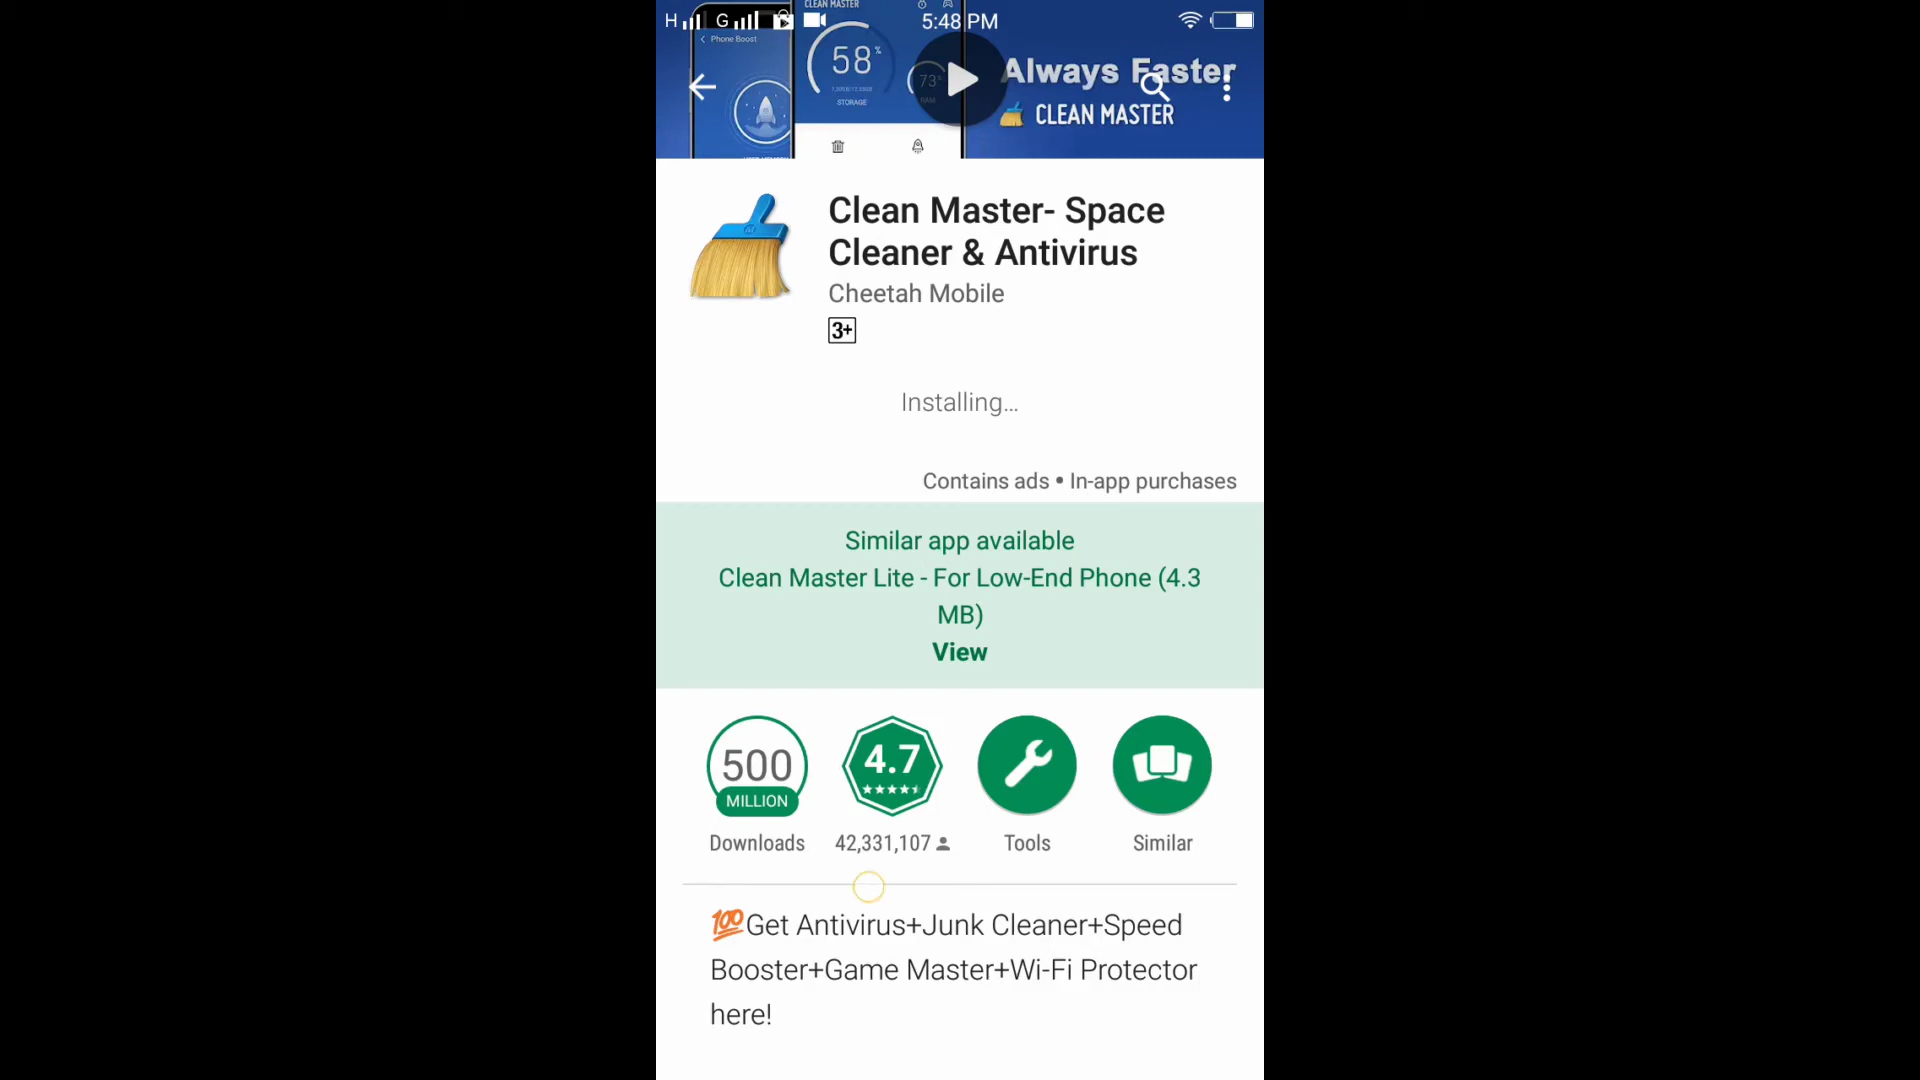 CLEAN MASTER
H G 5:48 PM
Phone Boost
58%
73
STORAGE
RAM
Always Faster
CLEAN MASTER
Clean Master- Space
Cleaner & Antivirus
Cheetah Mobile
3+
Installing…
Contains ads • In-app purchases
Similar app available
Clean Master Lite - For Low-End Phone (4.3
MB)
View
500
MILLION
4.7
Downloads
42,331,107
Tools
Similar
💯Get Antivirus+Junk Cleaner+Speed
Booster+Game Master+Wi-Fi Protector
here!